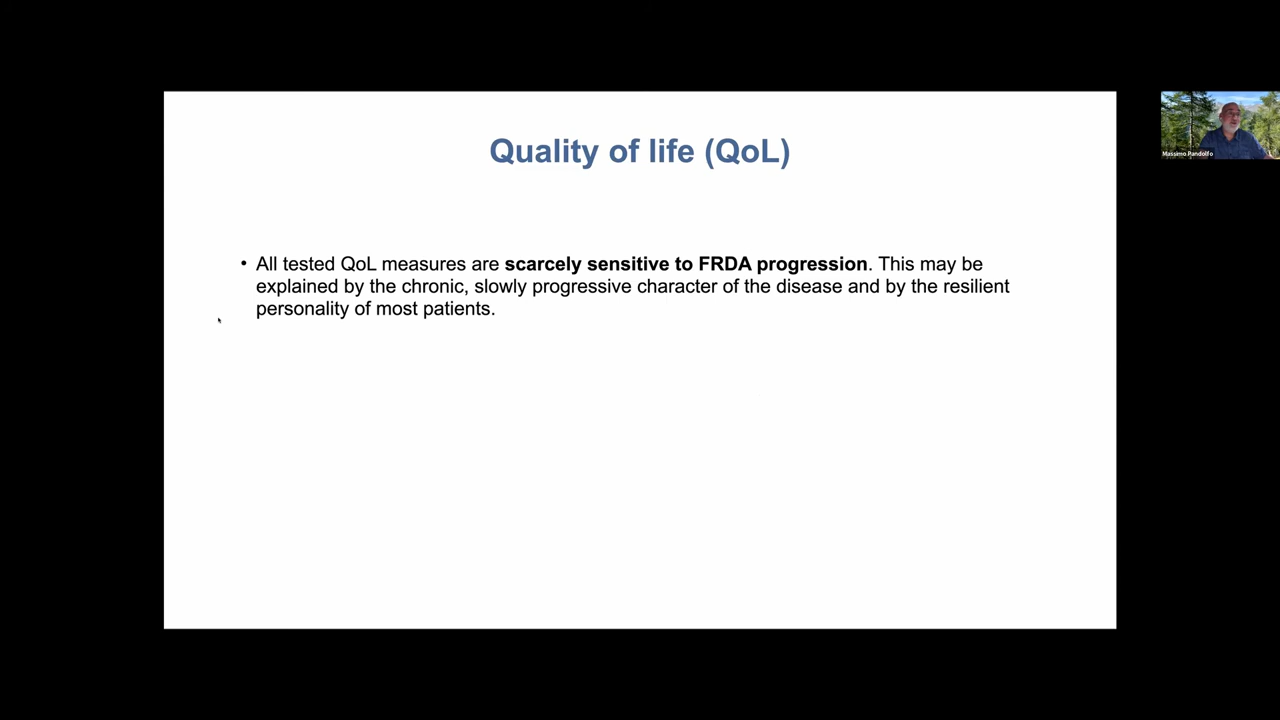 Quality of life (QoL)
• All tested QoL measures are scarcely sensitive to FRDA progression. This may be
explained by the chronic, slowly progressive character of the disease and by the resilient
personality of most patients.
Massimo Pandolfo